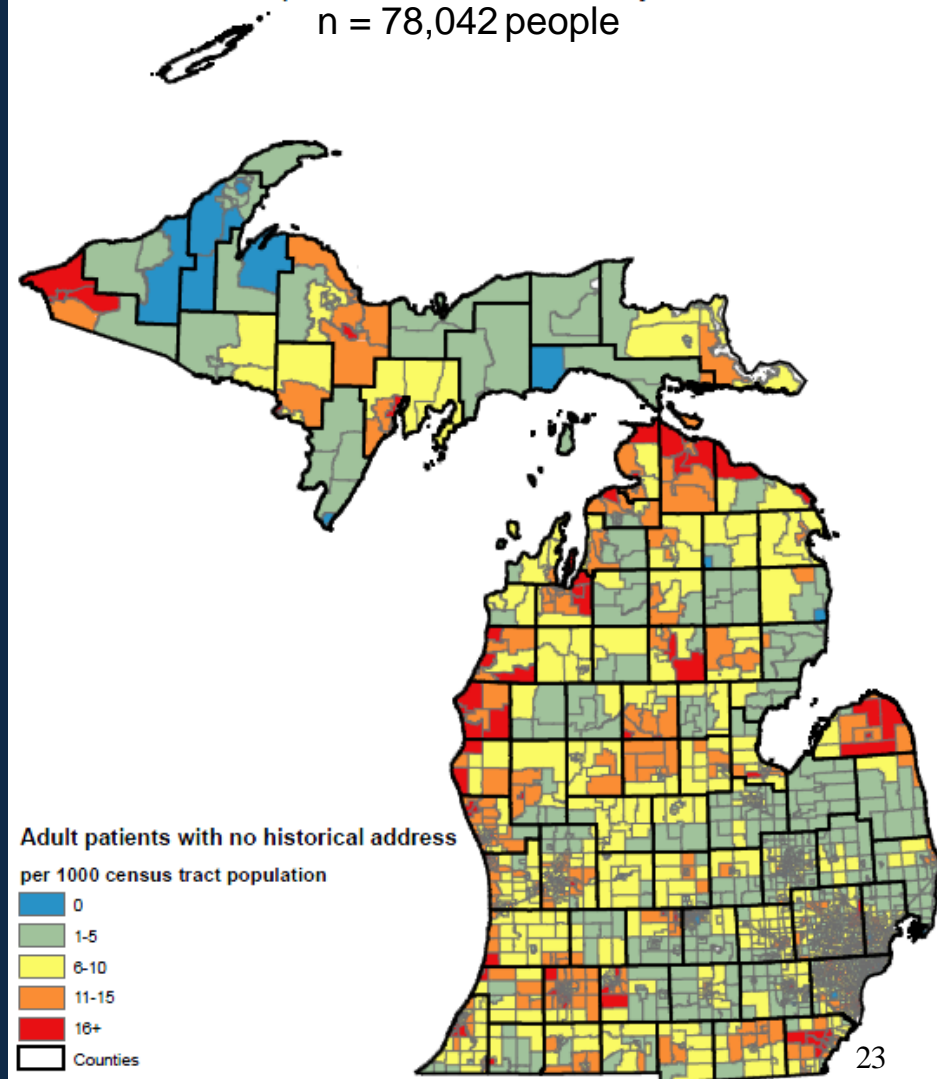 n = 78,042 people
Adult patients with no historical address
per 1000 census tract population
0
1-5
6-10
11-15
16+
Counties
23